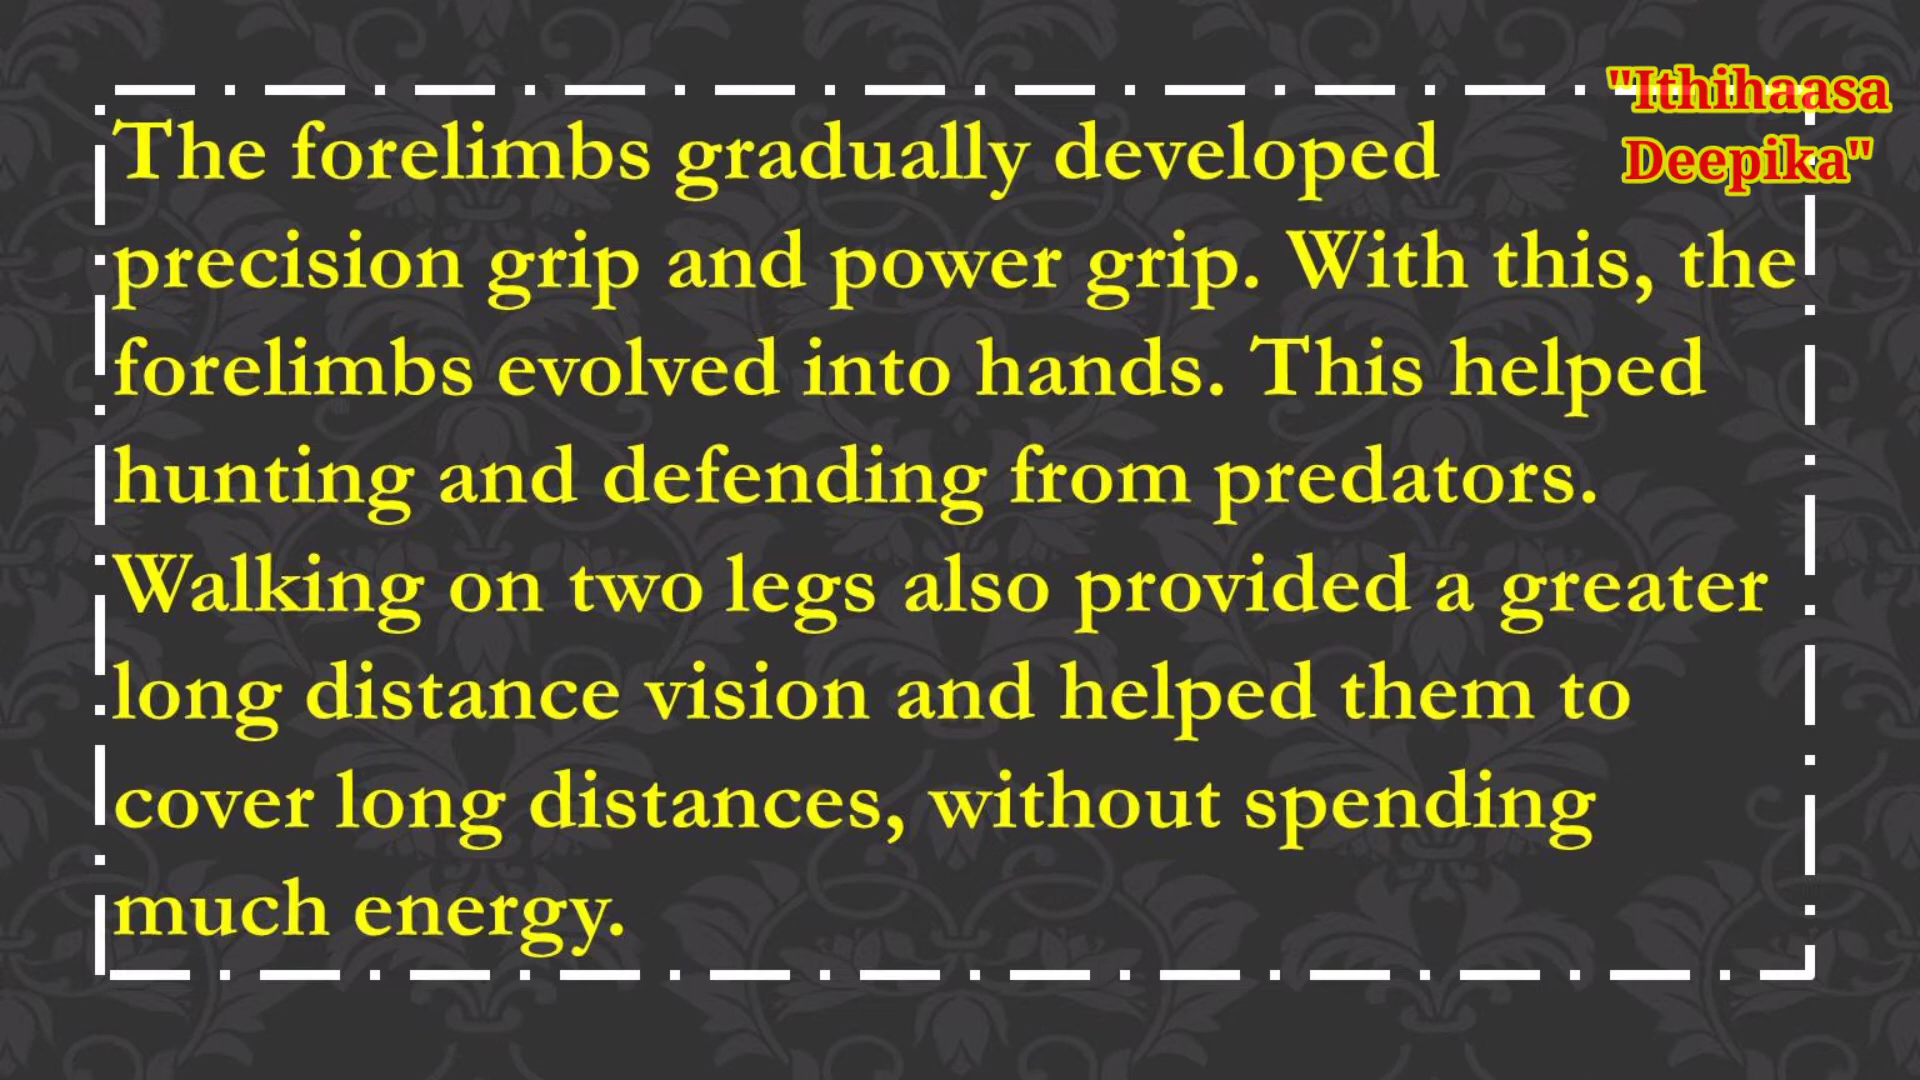 "Ithihaasa
Deepika"
The forelimbs gradually developed
precision grip and power grip. With this, the
forelimbs evolved into hands. This helped
hunting and defending from predators.
Walking on two legs also provided a greater
long distance vision and helped them to
cover long distances, without spending
much energy.